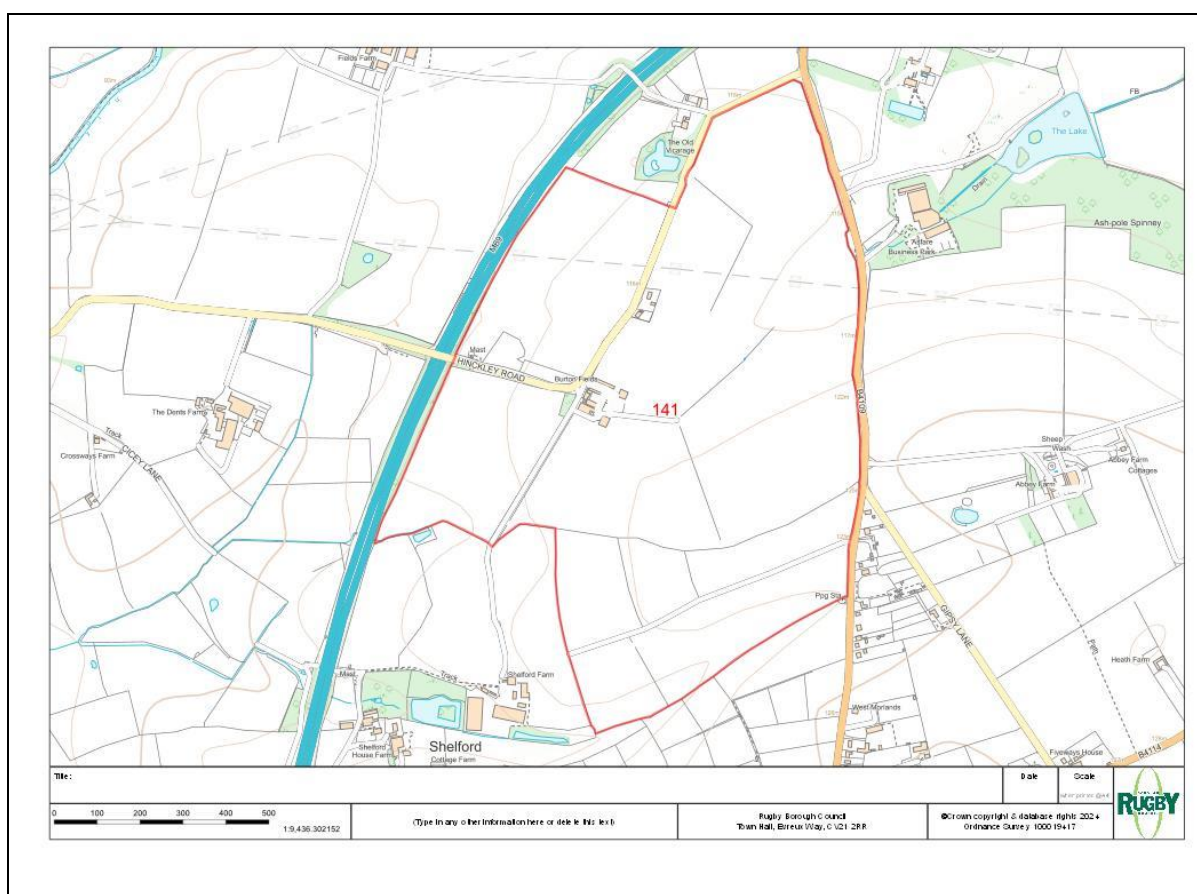 Fields Farm
The Old
Vicarage
116m
FB
The Lake
Drain
Ash-pole Spinney
Business Park
M69
Mast
HINCKLEY ROAD
Burton Fields
141
B4109
The Dents Farm
Track
Crossways Farm
CICEY LANE
Sheep
Wash
Abbey Farm
Cottages
Abbey Farm
Ppg Sta
GIPSY LANE
Path
Heath Farm
Mast
Track
Shelford Farm
West Morlands
Shelford
House Farm
Shelford
Cottage Farm
Fiveways House
B4114
Title:
Date
Scale
0 100 200 300 400 500
1:9,436.302152
(Type in any other information here or delete this text)
Rugby Borough Council
Town Hall, Evreux Way, CV21 2RR
©Crown copyright & database rights 2024
Ordnance Survey 100019417
RUGBY